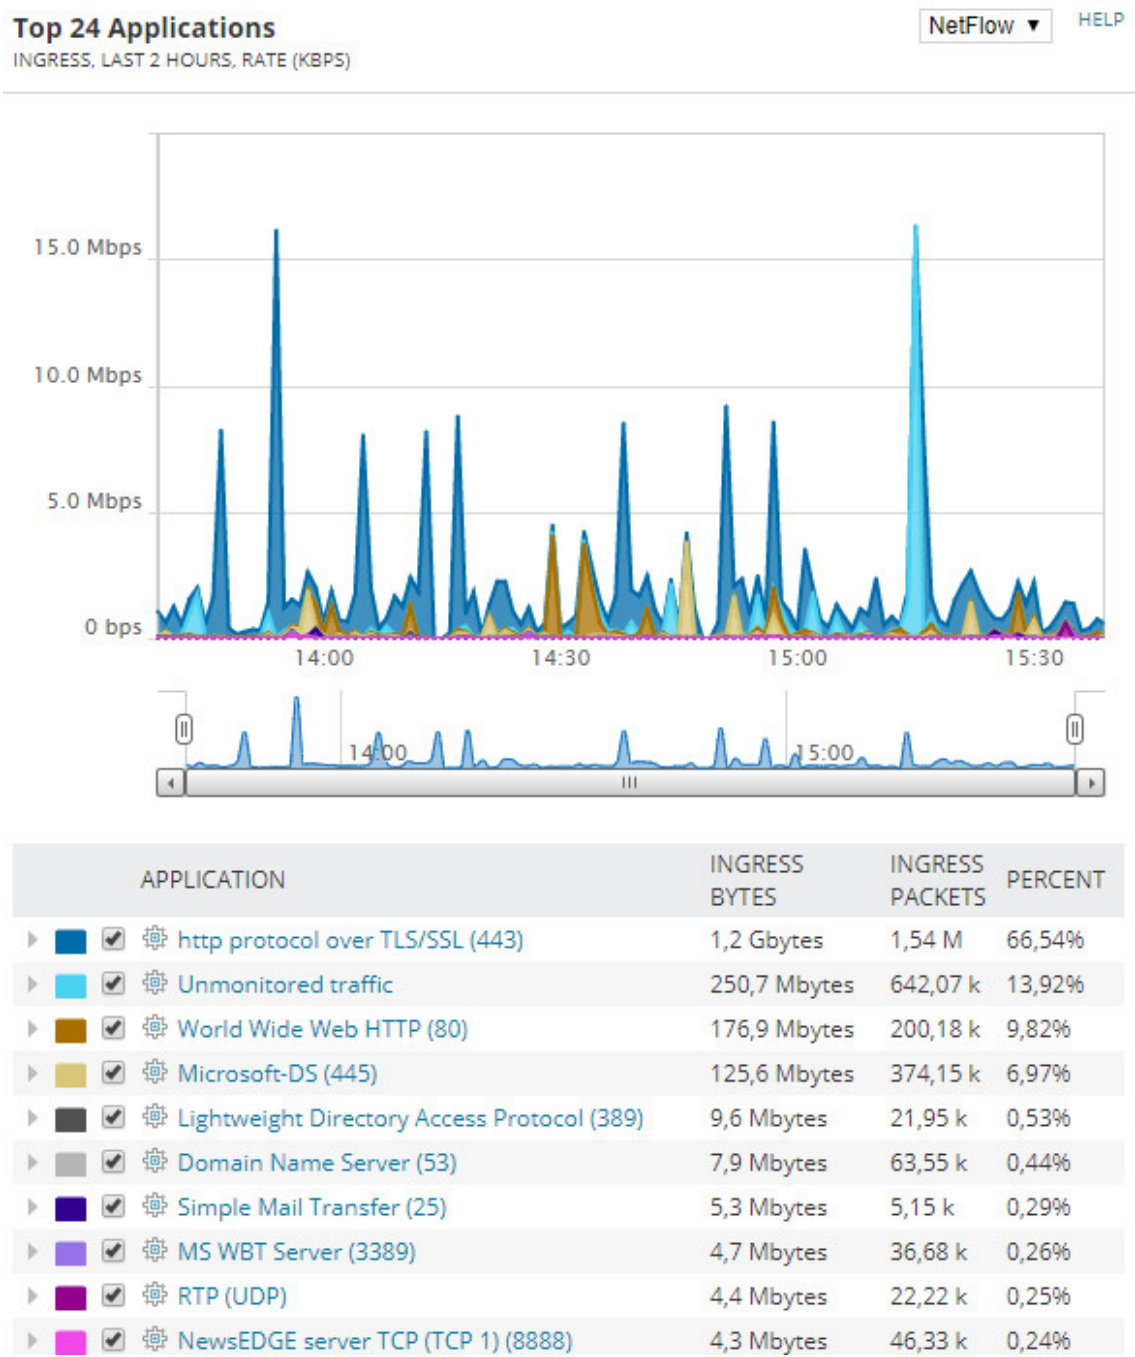 Top 24 Applications
NetFlow ▼
HELP
INGRESS, LAST 2 HOURS, RATE (KBPS)
15.0 Mbps
10.0 Mbps
5.0 Mbps
0 bps
14:00 14:30 15:00 15:30
14:00 15:00
APPLICATION INGRESS BYTES INGRESS PACKETS PERCENT
http protocol over TLS/SSL (443) 1,2 Gbytes 1,54 M 66,54%
Unmonitored traffic 250,7 Mbytes 642,07 k 13,92%
World Wide Web HTTP (80) 176,9 Mbytes 200,18 k 9,82%
Microsoft-DS (445) 125,6 Mbytes 374,15 k 6,97%
Lightweight Directory Access Protocol (389) 9,6 Mbytes 21,95 k 0,53%
Domain Name Server (53) 7,9 Mbytes 63,55 k 0,44%
Simple Mail Transfer (25) 5,3 Mbytes 5,15 k 0,29%
MS WBT Server (3389) 4,7 Mbytes 36,68 k 0,26%
RTP (UDP) 4,4 Mbytes 22,22 k 0,25%
NewsEDGE server TCP (TCP 1) (8888) 4,3 Mbytes 46,33 k 0,24%